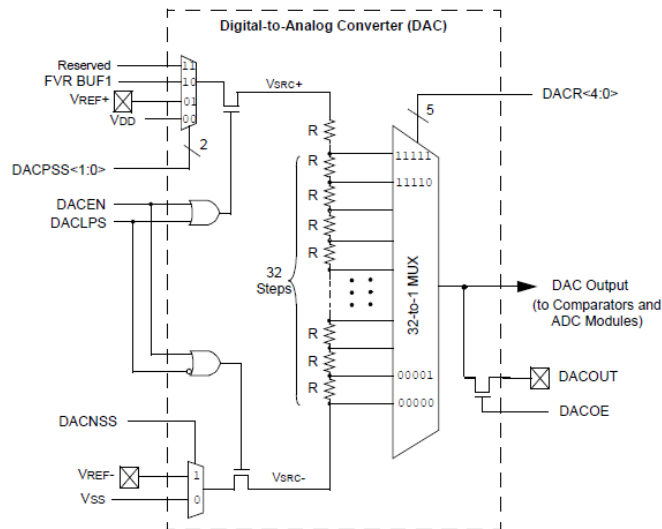 Digital-to-Analog Converter (DAC)
Reserved
11
FVR BUF1
10
VREF+
01
VDD
00
2
DACPSS<1:0>
VSRC+
5
DACR<4:0>
DACEN
DACLPS
R
R
R
R
R
R
R
R
32
Steps
11111
11110
32-to-1 MUX
00001
00000
DAC Output
(to Comparators and
ADC Modules)
DACOUT
DACOE
DACNSS
VREF-
1
VSS
0
VSRC-